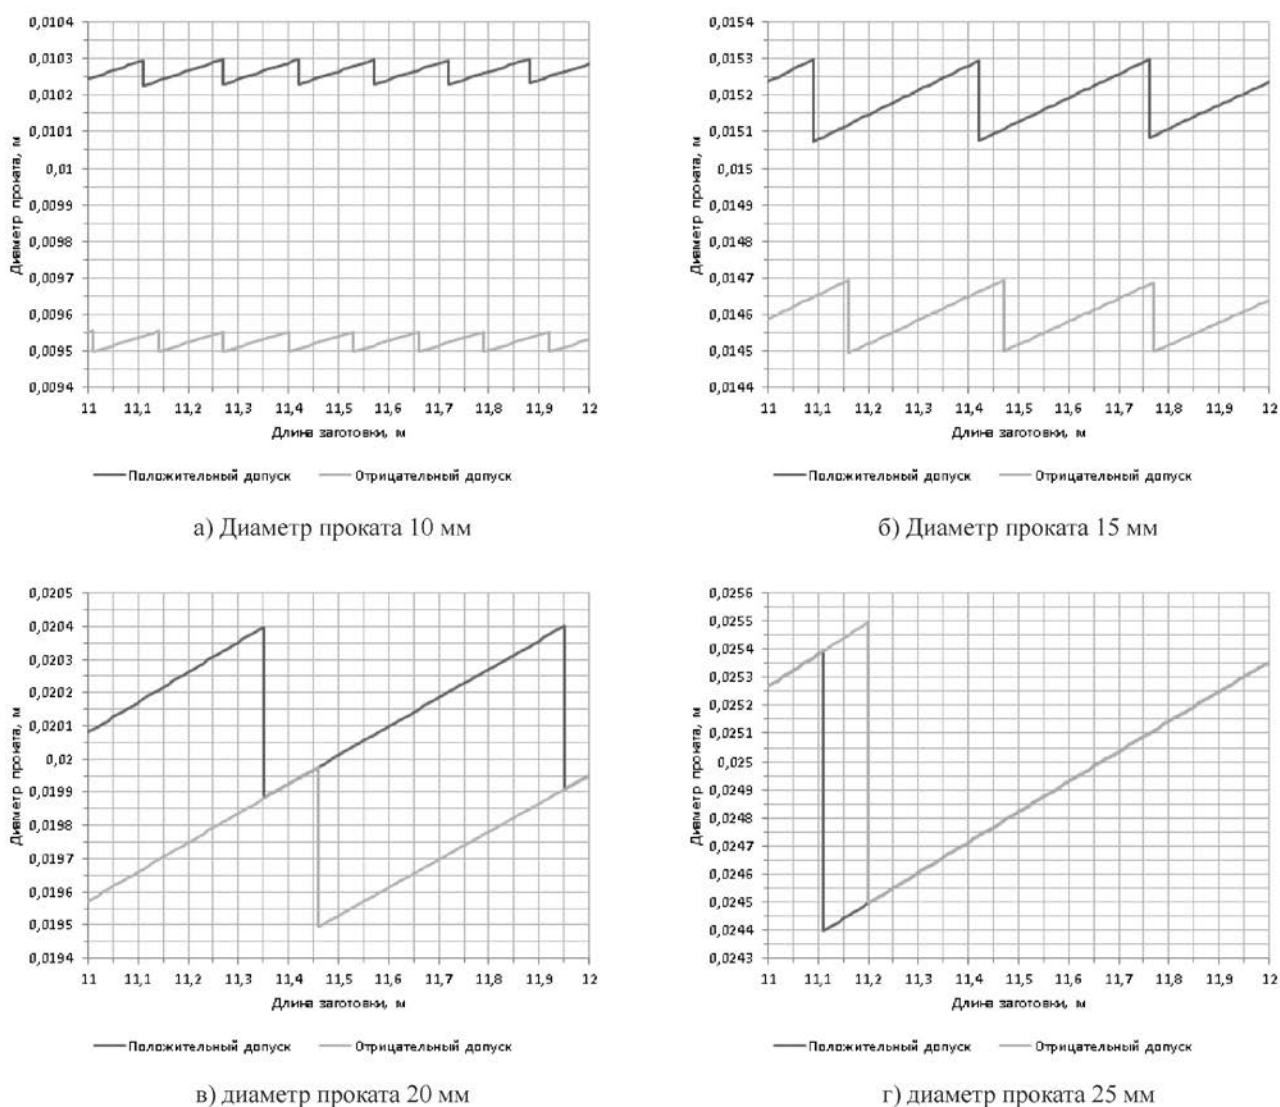 0,0104
0,0103
0,0102
0,0101
0,01
0,0099
0,0098
0,0097
0,0096
0,0095
0,0094
Диаметр проката, м
11 11,1 11,2 11,3 11,4 11,5 11,6 11,7 11,8 11,9 12
Длина заготовки, м
Положительный допуск Отрицательный допуск
а) Диаметр проката 10 мм
0,0154
0,0153
0,0152
0,0151
0,015
0,0149
0,0148
0,0147
0,0146
0,0145
0,0144
Диаметр проката, м
11 11,1 11,2 11,3 11,4 11,5 11,6 11,7 11,8 11,9 12
Длина заготовки, м
Положительный допуск Отрицательный допуск
б) Диаметр проката 15 мм
0,0205
0,0204
0,0203
0,0202
0,0201
0,02
0,0199
0,0198
0,0197
0,0196
0,0195
0,0194
Диаметр проката, м
11 11,1 11,2 11,3 11,4 11,5 11,6 11,7 11,8 11,9 12
Длина заготовки, м
Положительный допуск Отрицательный допуск
в) диаметр проката 20 мм
0,0256
0,0255
0,0254
0,0253
0,0252
0,0251
0,025
0,0249
0,0248
0,0247
0,0246
0,0245
0,0244
0,0243
Диаметр проката, м
11 11,1 11,2 11,3 11,4 11,5 11,6 11,7 11,8 11,9 12
Длина заготовки, м
Положительный допуск Отрицательный допуск
г) диаметр проката 25 мм